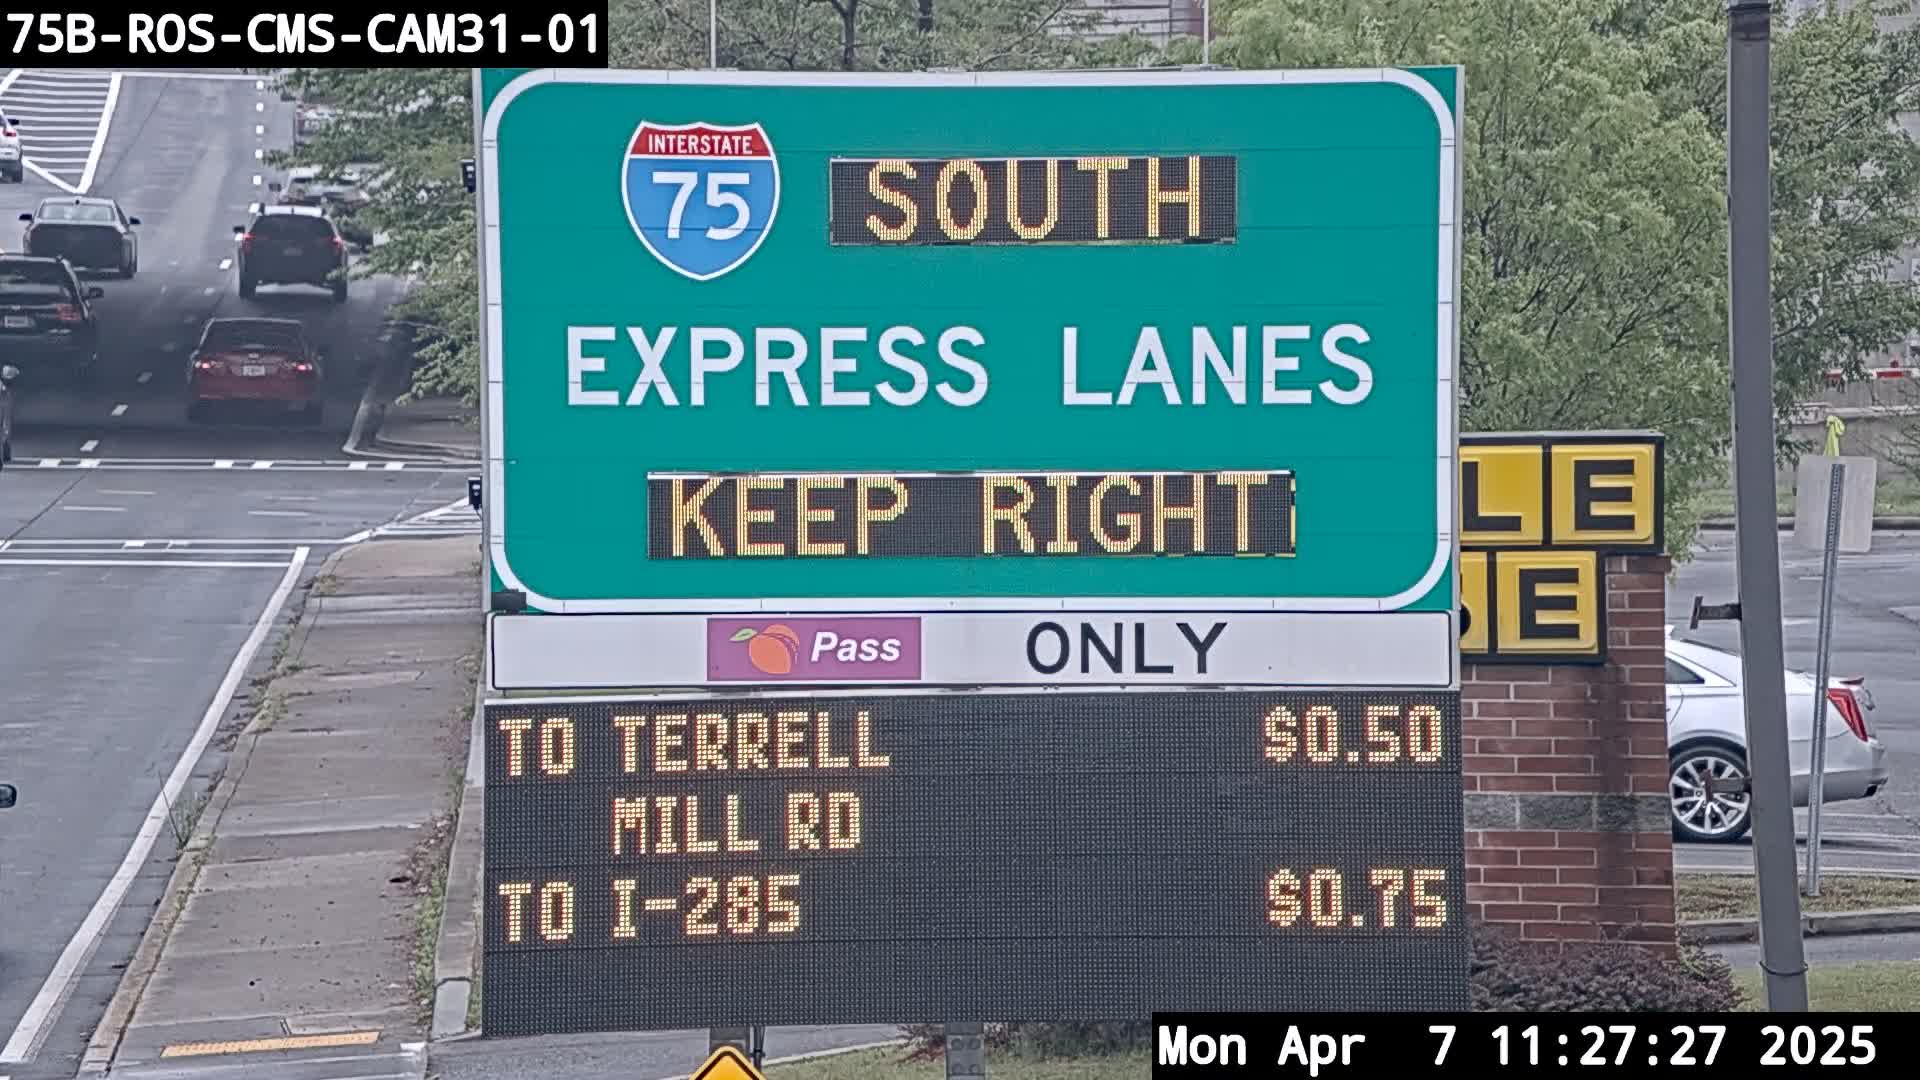 75B-ROS-CMS-CAM31-01
INTERSTATE
75
SOUTH
EXPRESS LANES
KEEP RIGHT
LE
E
Pass ONLY
TO TERRELL $0.50
MILL RD
TO I-285 $0.75
Mon Apr 7 11:27:27 2025